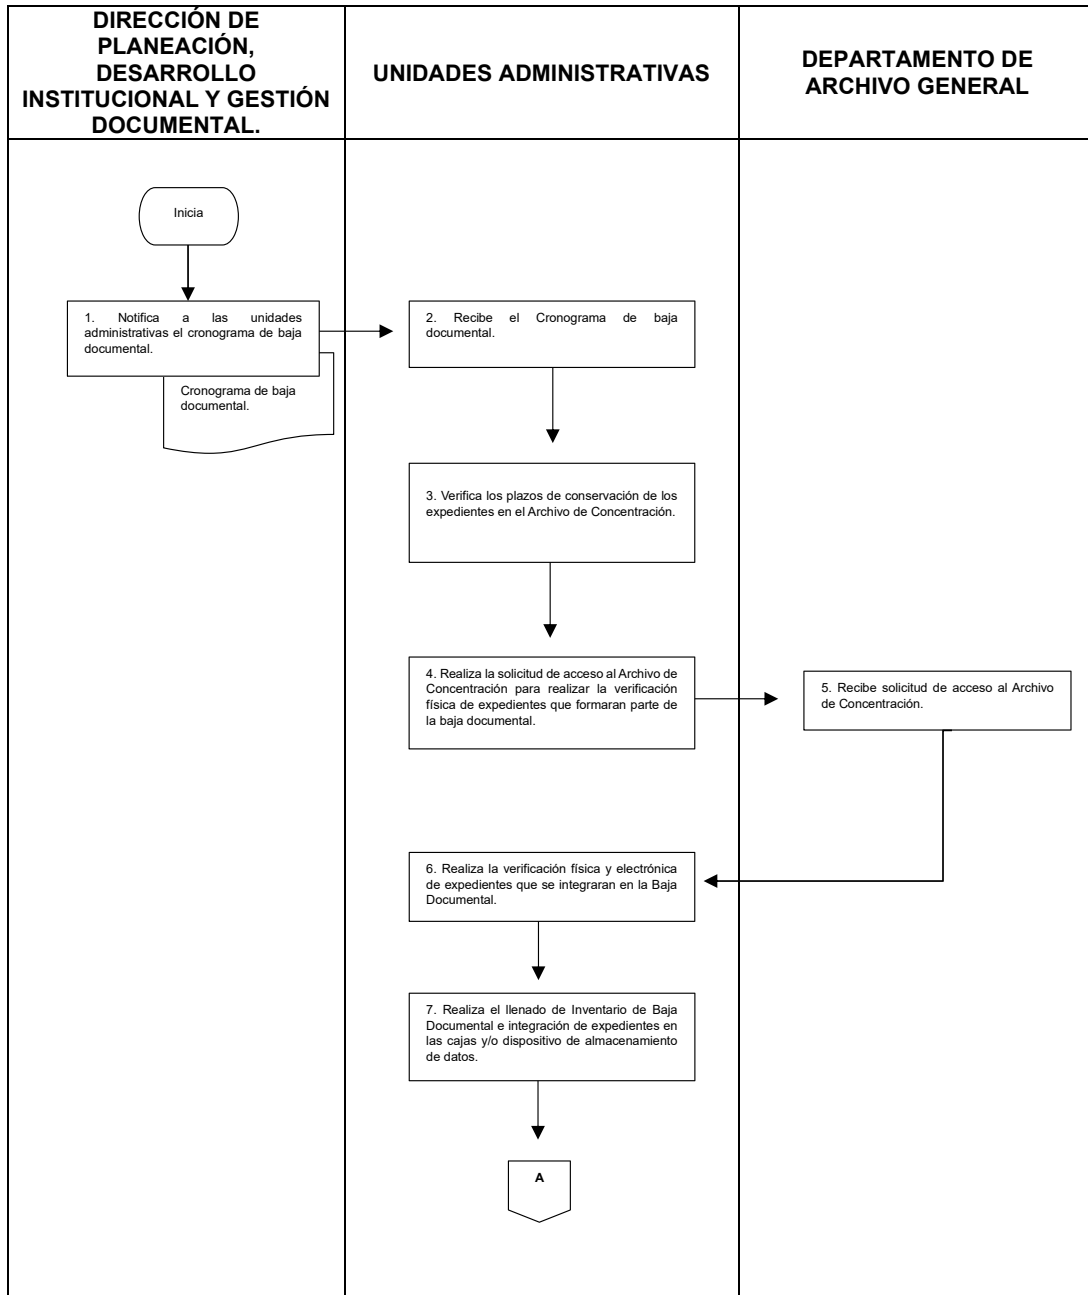 DIRECCIÓN DE
PLANEACIÓN,
DESARROLLO
INSTITUCIONAL Y GESTIÓN
DOCUMENTAL.
UNIDADES ADMINISTRATIVAS
DEPARTAMENTO DE
ARCHIVO GENERAL
Inicia
1. Notifica a las unidades
administrativas el cronograma de baja
documental.
Cronograma de baja
documental.
2. Recibe el Cronograma de baja
documental.
3. Verifica los plazos de conservación de los
expedientes en el Archivo de Concentración.
4. Realiza la solicitud de acceso al Archivo de
Concentración para realizar la verificación
física de expedientes que formaran parte de
la baja documental.
5. Recibe solicitud de acceso al Archivo
de Concentración.
6. Realiza la verificación física y electrónica
de expedientes que se integraran en la Baja
Documental.
7. Realiza el llenado de Inventario de Baja
Documental e integración de expedientes en
las cajas y/o dispositivo de almacenamiento
de datos.
A